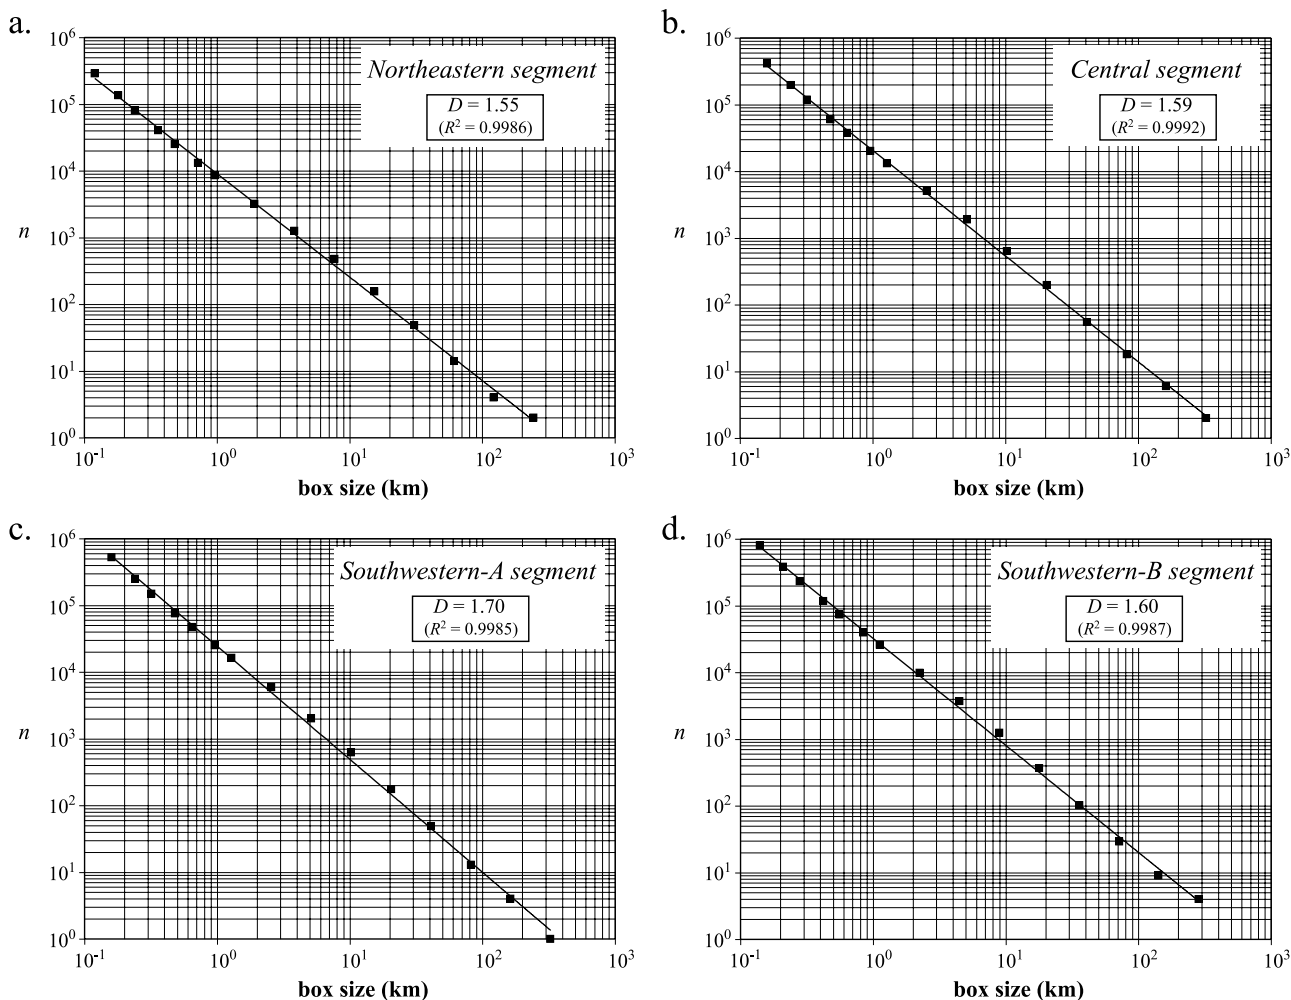 a.
10⁶
10⁵
10⁴
10³
10²
10¹
10⁰
n
Northeastern segment
D = 1.55
(R² = 0.9986)
10⁻¹ 10⁰ 10¹ 10² 10³
box size (km)
b.
10⁶
10⁵
10⁴
10³
10²
10¹
10⁰
n
Central segment
D = 1.59
(R² = 0.9992)
10⁻¹ 10⁰ 10¹ 10² 10³
box size (km)
c.
10⁶
10⁵
10⁴
10³
10²
10¹
10⁰
n
Southwestern-A segment
D = 1.70
(R² = 0.9985)
10⁻¹ 10⁰ 10¹ 10² 10³
box size (km)
d.
10⁶
10⁵
10⁴
10³
10²
10¹
10⁰
n
Southwestern-B segment
D = 1.60
(R² = 0.9987)
10⁻¹ 10⁰ 10¹ 10² 10³
box size (km)